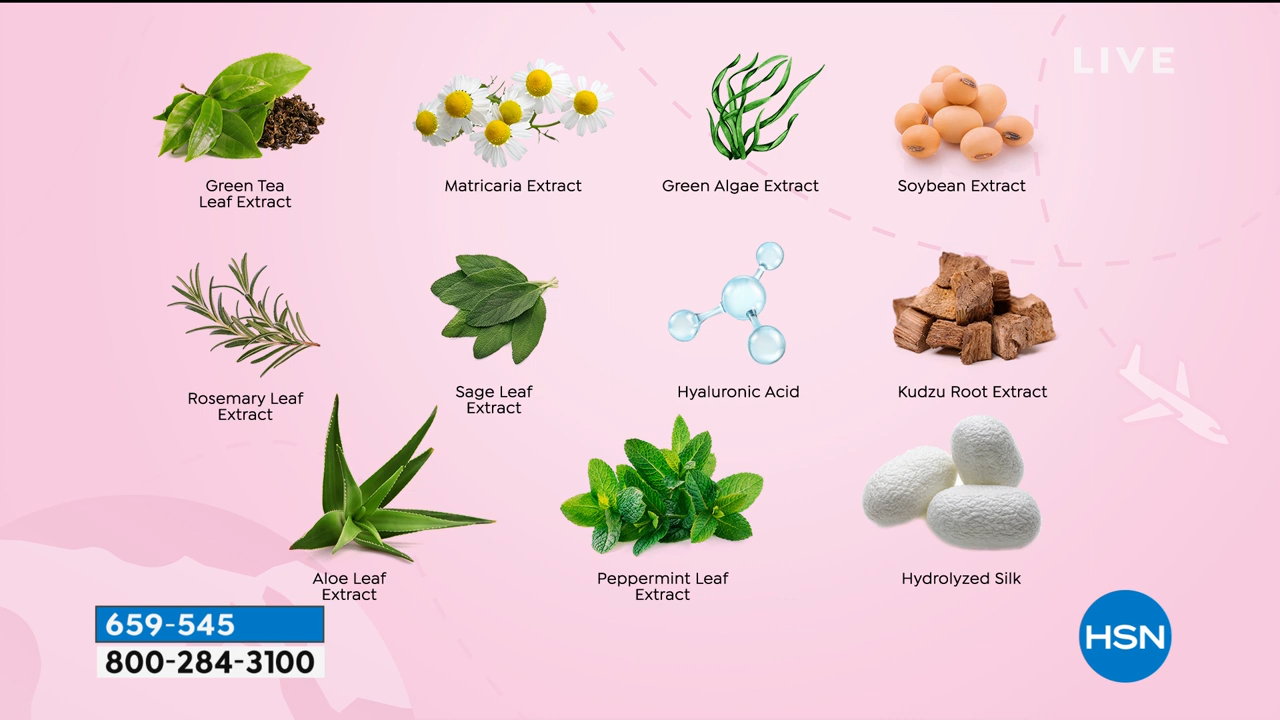 LIVE
Green Tea
Leaf Extract
Matricaria Extract
Green Algae Extract
Soybean Extract
Rosemary Leaf
Extract
Sage Leaf
Extract
Hyaluronic Acid
Kudzu Root Extract
Aloe Leaf
Extract
Peppermint Leaf
Extract
Hydrolyzed Silk
659-545
800-284-3100
HSN